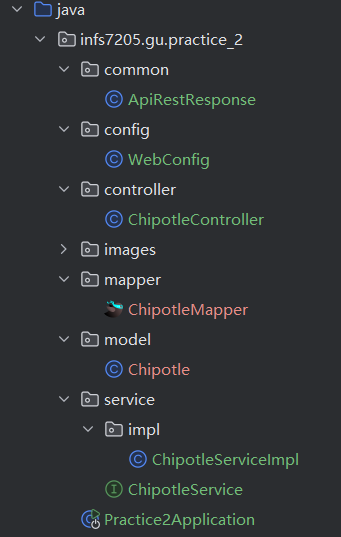 java
infs7205.gu.practice_2
common
ApiRestResponse
config
WebConfig
controller
ChipotleController
images
mapper
ChipotleMapper
model
Chipotle
service
impl
ChipotleServiceImpl
ChipotleService
Practice2Application